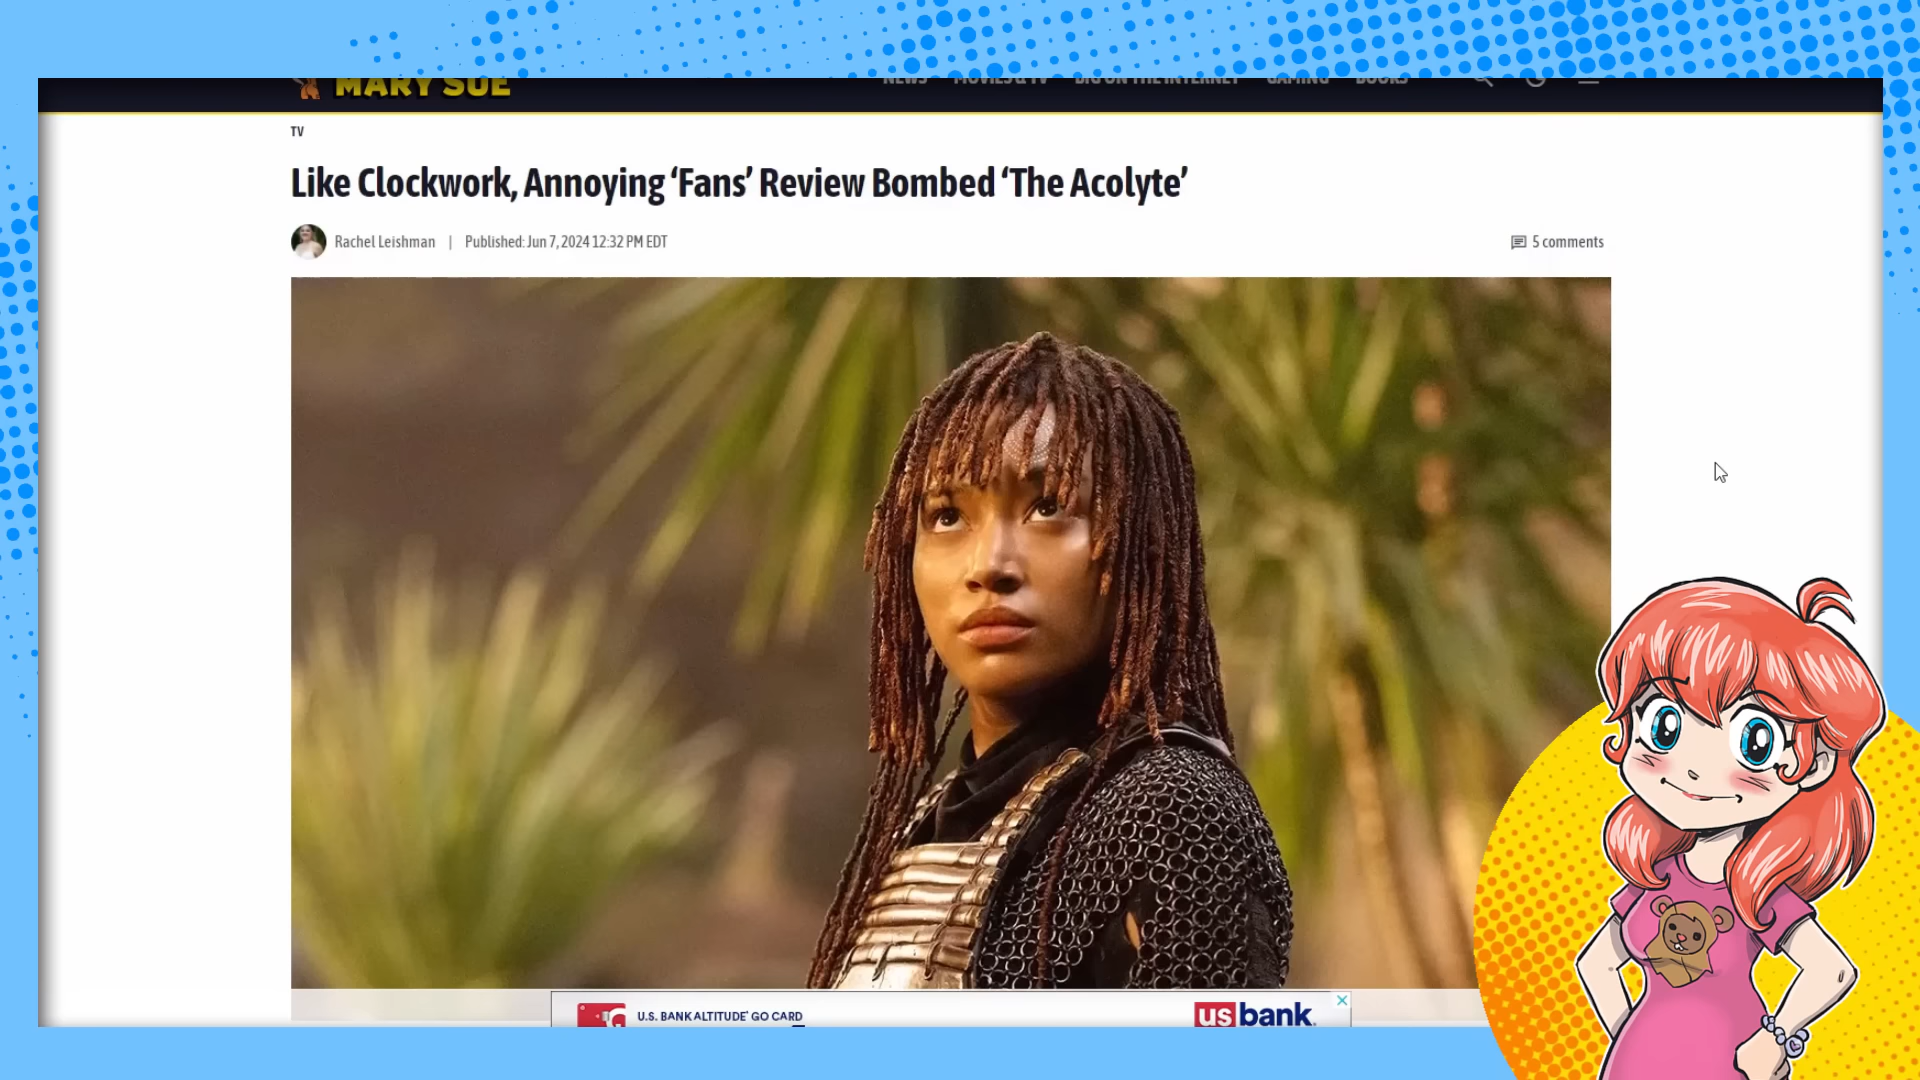 MARY SUE
NEWS MOVIES & TV BIG ON THE INTERNET GAMING BOOKS
TV
Like Clockwork, Annoying ‘Fans’ Review Bombed ‘The Acolyte’
Rachel Leishman | Published: Jun 7, 2024 12:32 PM EDT
5 comments
U.S. BANK ALTITUDE® GO CARD
us bank